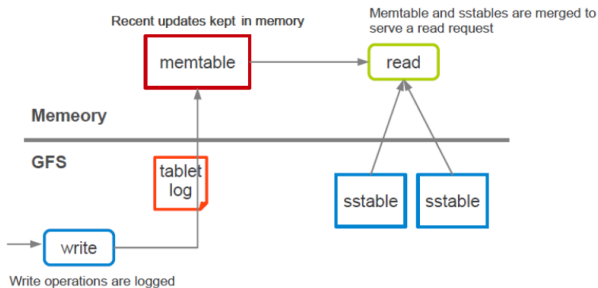 Recent updates kept in memory
Memtable and sstables are merged to
serve a read request
memtable
read
Memeory
GFS
tablet
log
sstable
sstable
write
Write operations are logged